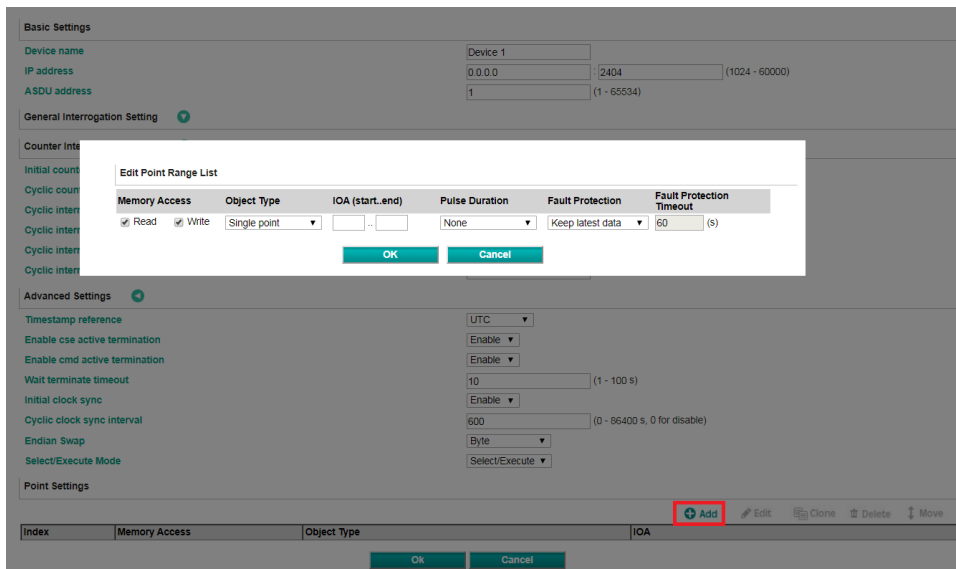 Basic Settings
Device name Device 1
IP address 0.0.0.0 : 2404 (1024 - 60000)
ASDU address 1 (1 - 65534)
General Interrogation Setting
Counter Inte
Initial count
Cyclic coun
Cyclic interr
Cyclic interr
Cyclic interr
Cyclic interr
Edit Point Range List
Memory Access Object Type IOA (start..end) Pulse Duration Fault Protection Fault Protection Timeout
Read Write Single point .. None Keep latest data 60 (s)
OK Cancel
Advanced Settings
Timestamp reference UTC
Enable cse active termination Enable
Enable cmd active termination Enable
Wait terminate timeout 10 (1 - 100 s)
Initial clock sync Enable
Cyclic clock sync interval 600 (0 - 86400 s, 0 for disable)
Endian Swap Byte
Select/Execute Mode Select/Execute
Point Settings
Add Edit Clone Delete Move
Index Memory Access Object Type IOA
Ok Cancel